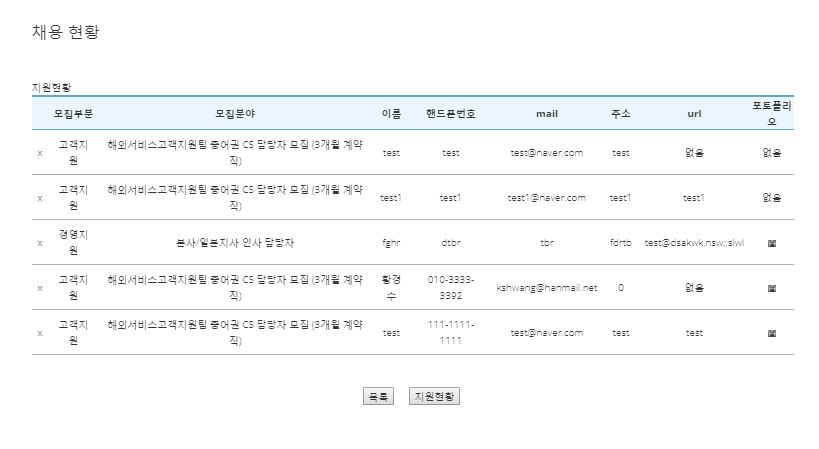 채용 현황
지원현황
모집부분 모집분야 이름 핸드폰번호 mail 주소 url 포토폴리
오
x 고객지 해외서비스고객지원팀 중어권 CS 담당자 모집 (3개월 계약 test test test@naver.com test 없음 없음
원 직)
x 고객지 해외서비스고객지원팀 중어권 CS 담당자 모집 (3개월 계약 test1 test1 test1@naver.com test1 test1 없음
원 직)
x 경영지 본사/일본지사 인사 담당자 fghr dtbr tbr fdrtb test@dsakwk,nsw;;slwl
원
x 고객지 해외서비스고객지원팀 중어권 CS 담당자 모집 (3개월 계약 황경 010-3333- kshwang@hanmail.net 0 없음
원 직) 수 3392
x 고객지 해외서비스고객지원팀 중어권 CS 담당자 모집 (3개월 계약 test 111-1111- test@naver.com test test
원 직) 1111
목록 지원현황